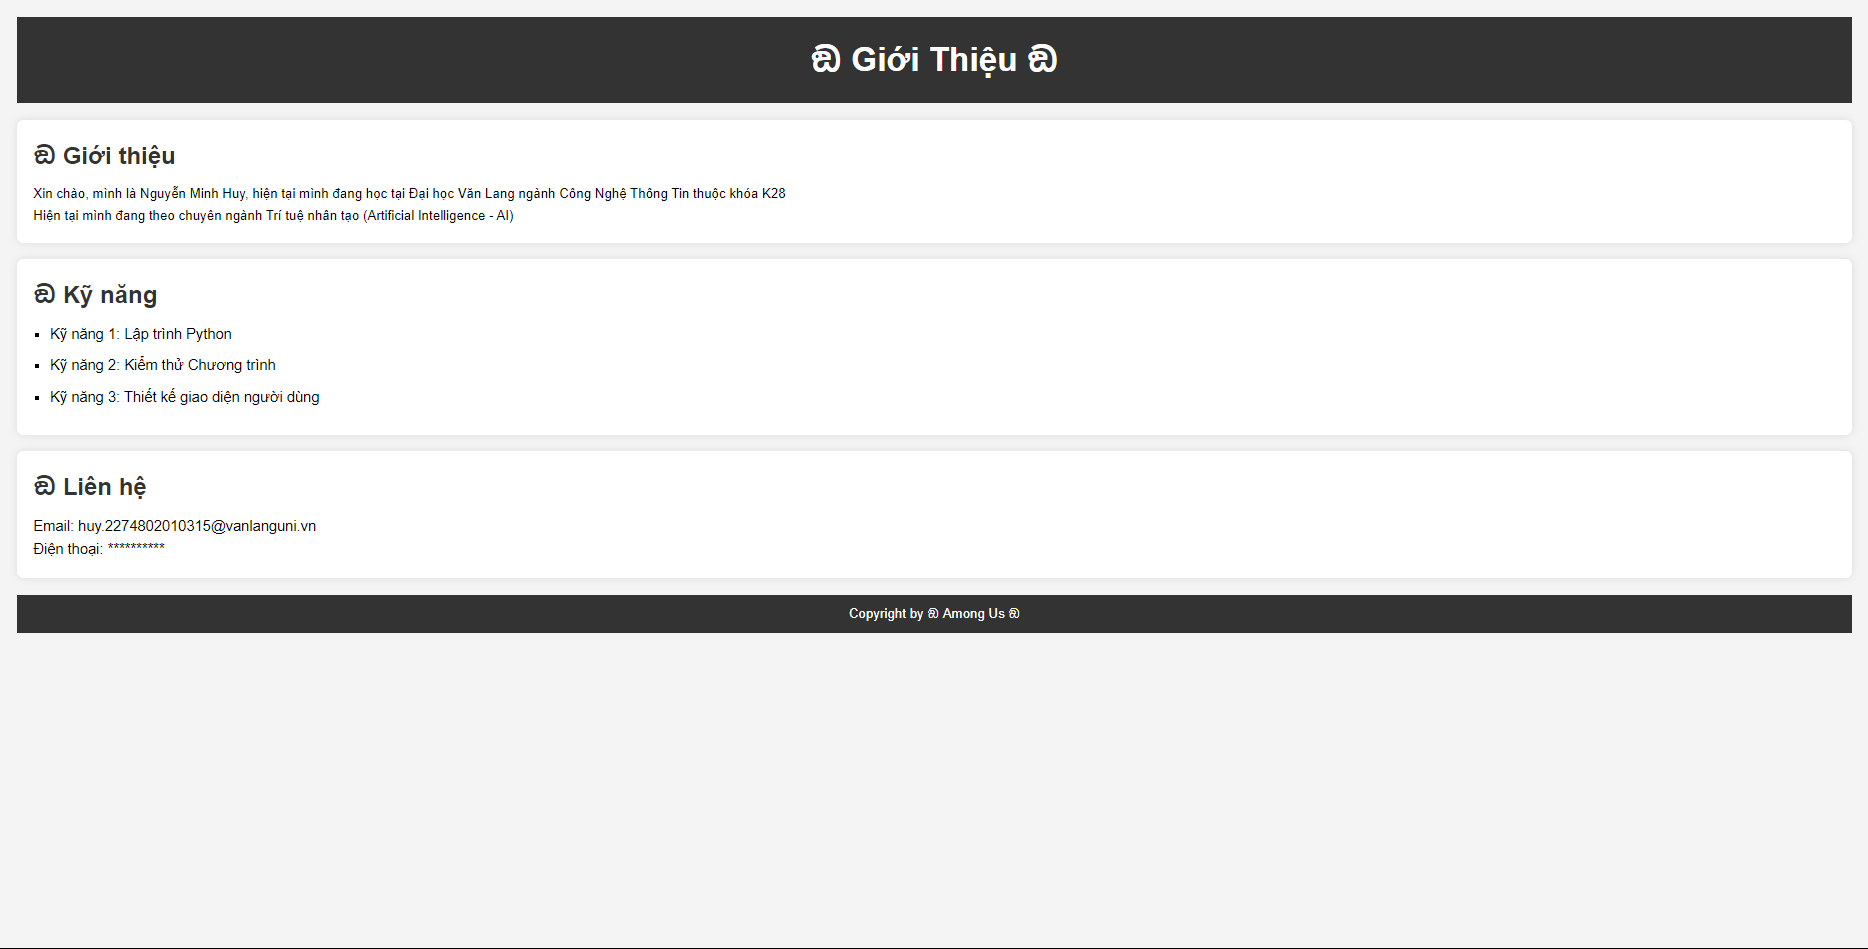 ඞ Giới Thiệu ඞ
ඞ Giới thiệu
Xin chào, mình là Nguyễn Minh Huy, hiện tại mình đang học tại Đại học Văn Lang ngành Công Nghệ Thông Tin thuộc khóa K28
Hiện tại mình đang theo chuyên ngành Trí tuệ nhân tạo (Artificial Intelligence - AI)
ඞ Kỹ năng
▪ Kỹ năng 1: Lập trình Python
▪ Kỹ năng 2: Kiểm thử Chương trình
▪ Kỹ năng 3: Thiết kế giao diện người dùng
ඞ Liên hệ
Email: huy.2274802010315@vanlanguni.vn
Điện thoại: **********
Copyright by ඞ Among Us ඞ